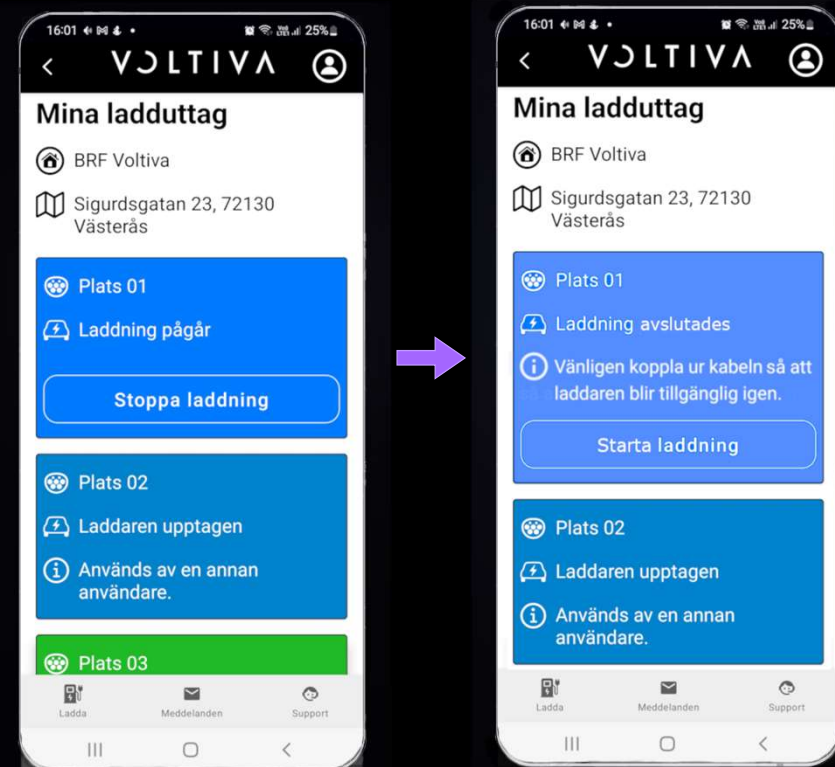 16:01
25%
VOLTIVA
Mina ladduttag
BRF Voltiva
Sigurdsgatan 23, 72130
Västerås
Plats 01
Laddning pågår
Stoppa laddning
Plats 02
Laddaren upptagen
Används av en annan
användare.
Plats 03
Ladda
Meddelanden
Support
16:01
25%
VOLTIVA
Mina ladduttag
BRF Voltiva
Sigurdsgatan 23, 72130
Västerås
Plats 01
Laddning avslutades
Vänligen koppla ur kabeln så att
laddaren blir tillgänglig igen.
Starta laddning
Plats 02
Laddaren upptagen
Används av en annan
användare.
Ladda
Meddelanden
Support